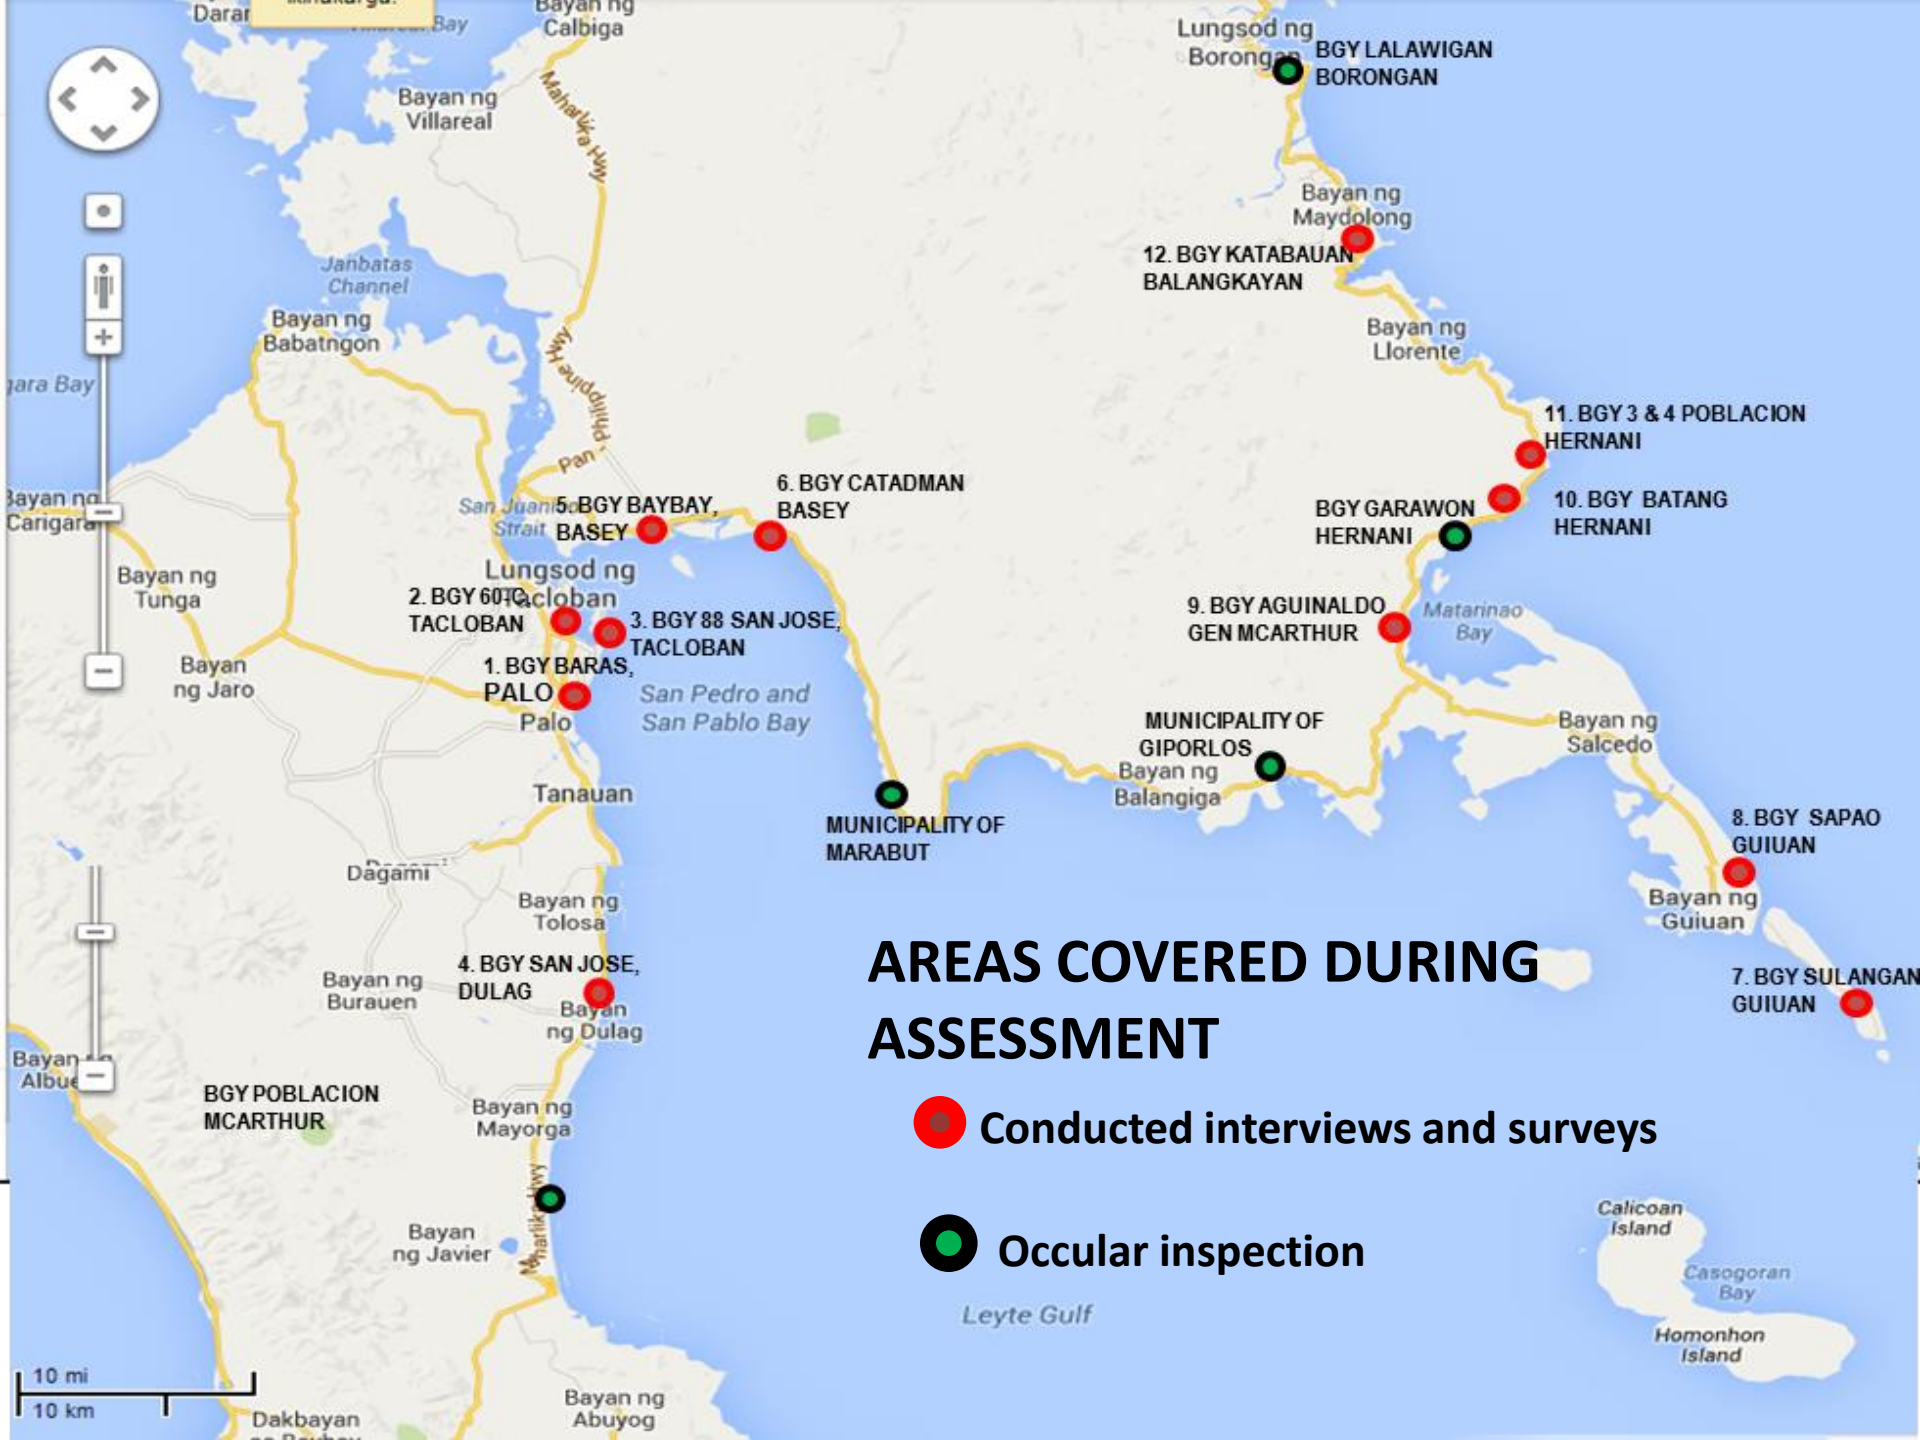 Bayan ng
Calbiga
Lungsod ng
Borongan
BGY LALAWIGAN
BORONGAN
Bay
Bayan ng
Villareal
Maharlika Hwy
Bayan ng
Maydolong
12. BGY KATABAUAN
BALANGKAYAN
Janbatas
Channel
Bayan ng
Babatngon
Bayan ng
Llorente
Pan - Philippine Hwy
Bay
11. BGY 3 & 4 POBLACION
HERNANI
6. BGY CATADMAN
BASEY
Bayan ng
Carigara
San Juanico
Strait
5. BGY BAYBAY,
BASEY
BGY GARAWON
HERNANI
10. BGY BATANG
HERNANI
Bayan ng
Tunga
Lungsod ng
Tacloban
2. BGY 60-C,
TACLOBAN
3. BGY 88 SAN JOSE,
TACLOBAN
9. BGY AGUINALDO
GEN MCARTHUR
Matarinao
Bay
Bayan
ng Jaro
1. BGY BARAS,
PALO
Palo
San Pedro and
San Pablo Bay
MUNICIPALITY OF
GIPORLOS
Bayan ng
Balangiga
Bayan ng
Salcedo
Tanauan
MUNICIPALITY OF
MARABUT
8. BGY SAPAO
GUIUAN
Dagami
Bayan ng
Guiuan
Bayan ng
Tolosa
AREAS COVERED DURING
ASSESSMENT
4. BGY SAN JOSE,
DULAG
Bayan ng
Burauen
7. BGY SULANGAN
GUIUAN
Bayan
ng Dulag
Bayan
BGY POBLACION
MCARTHUR
Bayan ng
Mayorga
Conducted interviews and surveys
Maharlika Hwy
Bayan
ng Javier
Occular inspection
Calicoan
Island
Casogoran
Bay
Leyte Gulf
Homonhon
Island
10 mi
10 km
Dakbayan
Bayan ng
Abuyog